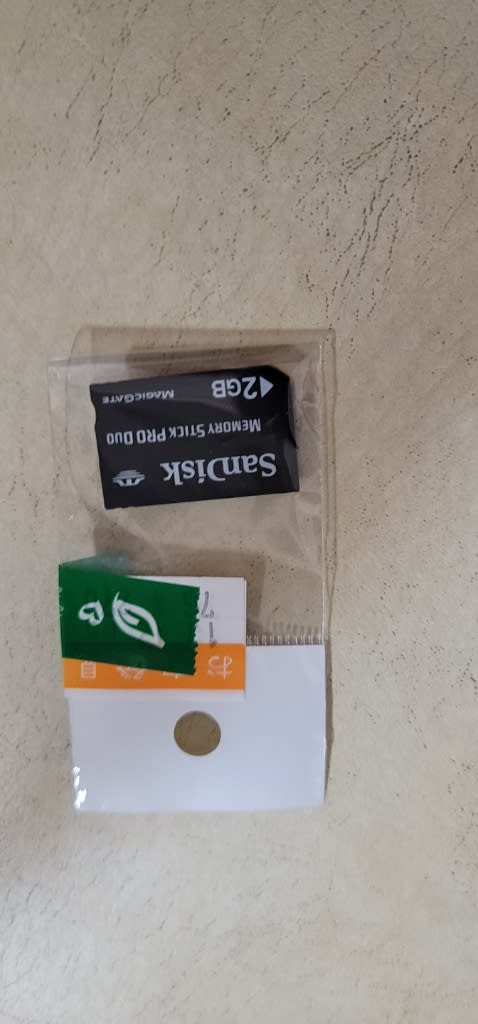 SanDisk
MEMORY STICK PRO DUO
2GB
MAGICGATE